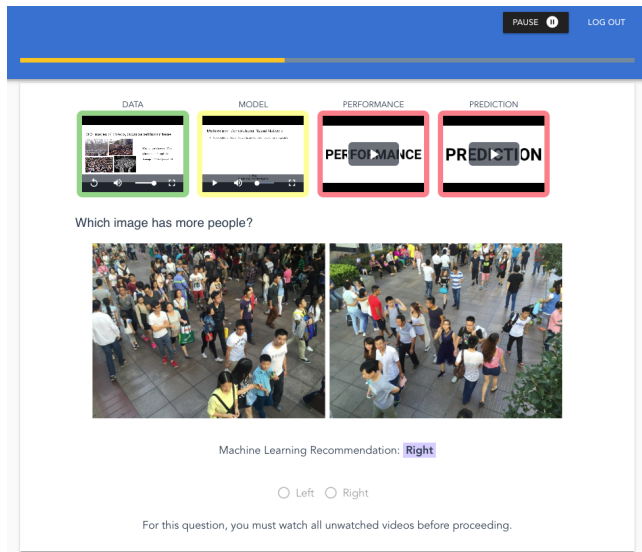 PAUSE
LOG OUT
DATA
MODEL
PERFORMANCE
PREDICTION
PERFORMANCE
PREDICTION
Which image has more people?
Machine Learning Recommendation: Right
Left
Right
For this question, you must watch all unwatched videos before proceeding.